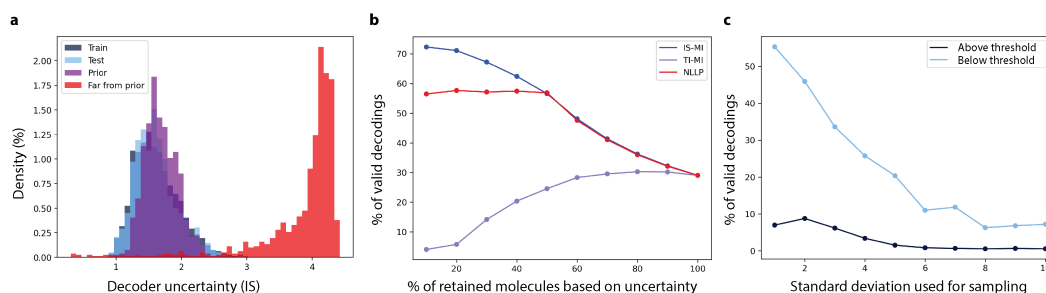 a
Train
Test
Prior
Far from prior
2.00
1.75
1.50
1.25
1.00
0.75
0.50
0.25
0.00
Density (%)
1 2 3 4
Decoder uncertainty (IS)
b
IS-MI
TI-MI
NLLP
70
60
50
40
30
20
10
% of valid decodings
20 40 60 80 100
% of retained molecules based on uncertainty
c
Above threshold
Below threshold
50
40
30
20
10
0
% of valid decodings
2 4 6 8
Standard deviation used for sampling